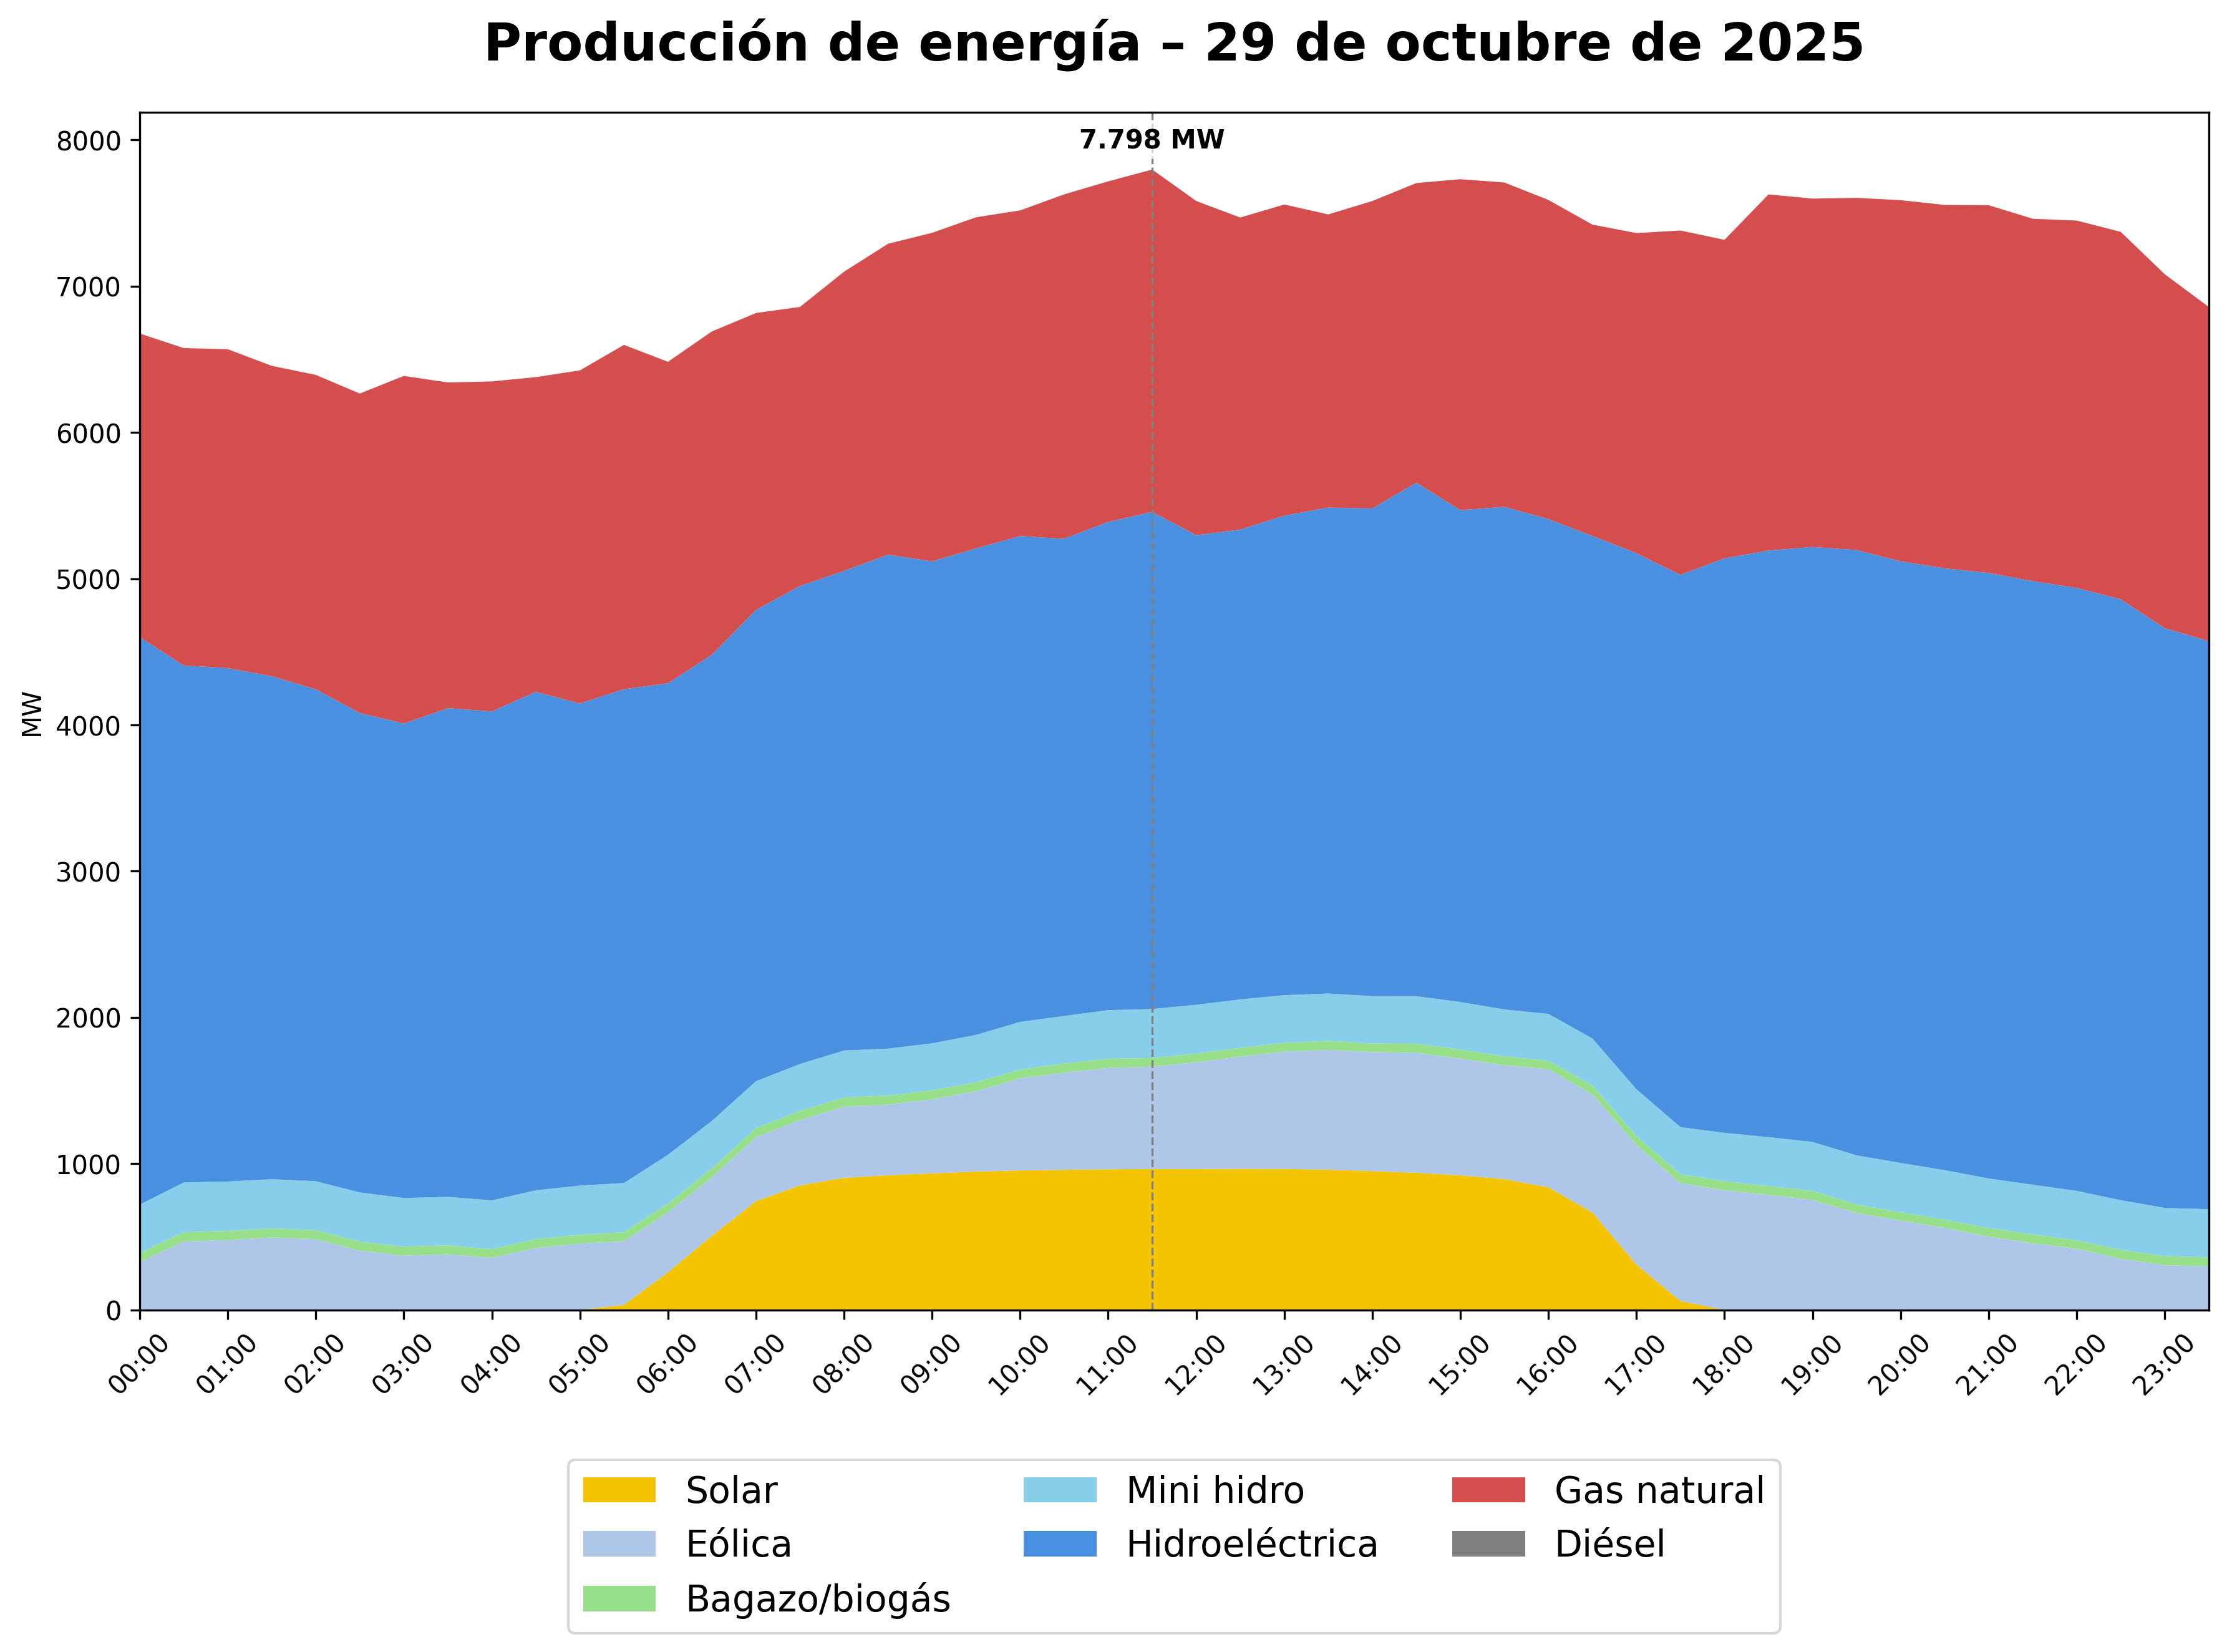 Producción de energía – 29 de octubre de 2025
7.798 MW
8000
7000
6000
5000
4000
3000
2000
1000
0
MW
00:00 01:00 02:00 03:00 04:00 05:00 06:00 07:00 08:00 09:00 10:00 11:00 12:00 13:00 14:00 15:00 16:00 17:00 18:00 19:00 20:00 21:00 22:00 23:00
Solar Mini hidro Gas natural
Eólica Hidroeléctrica Diésel
Bagazo/biogás